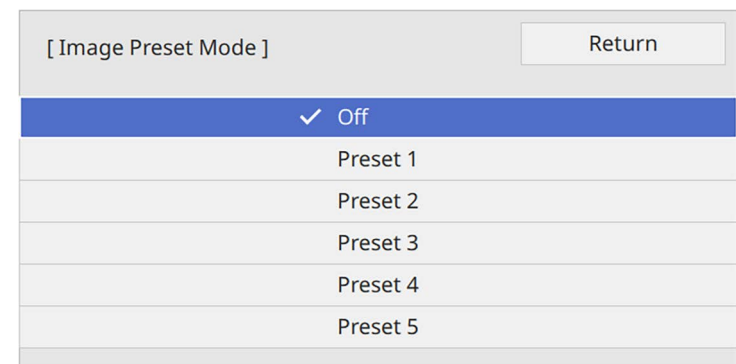 [ Image Preset Mode ]
Return
Off
Preset 1
Preset 2
Preset 3
Preset 4
Preset 5